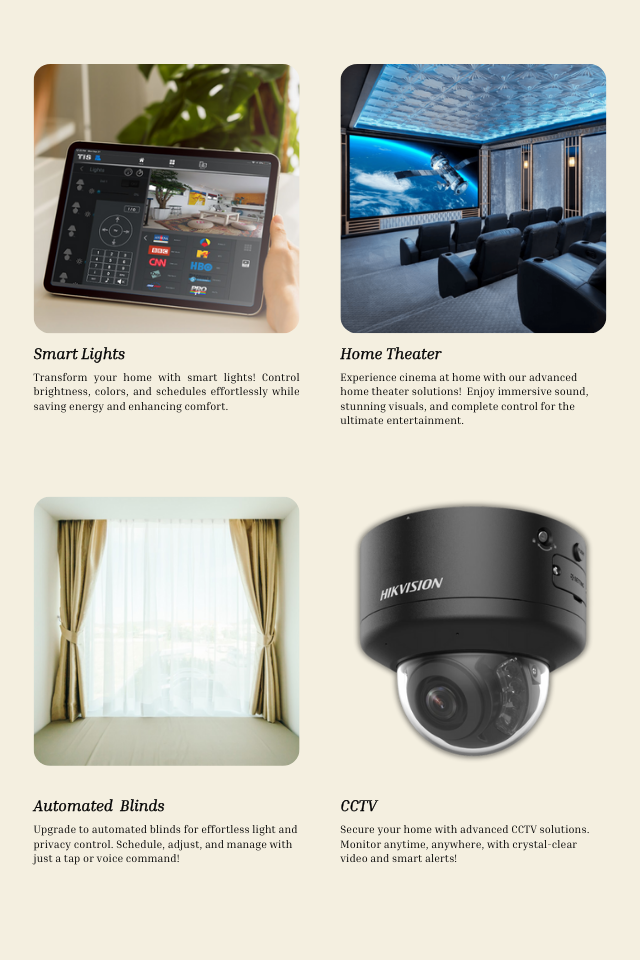 TIS
Lights
BBC
CNN
HBO
Smart Lights
Transform your home with smart lights! Control
brightness, colors, and schedules effortlessly while
saving energy and enhancing comfort.
Home Theater
Experience cinema at home with our advanced
home theater solutions! Enjoy immersive sound,
stunning visuals, and complete control for the
ultimate entertainment.
HIKVISION
Automated Blinds
Upgrade to automated blinds for effortless light and
privacy control. Schedule, adjust, and manage with
just a tap or voice command!
CCTV
Secure your home with advanced CCTV solutions.
Monitor anytime, anywhere, with crystal-clear
video and smart alerts!